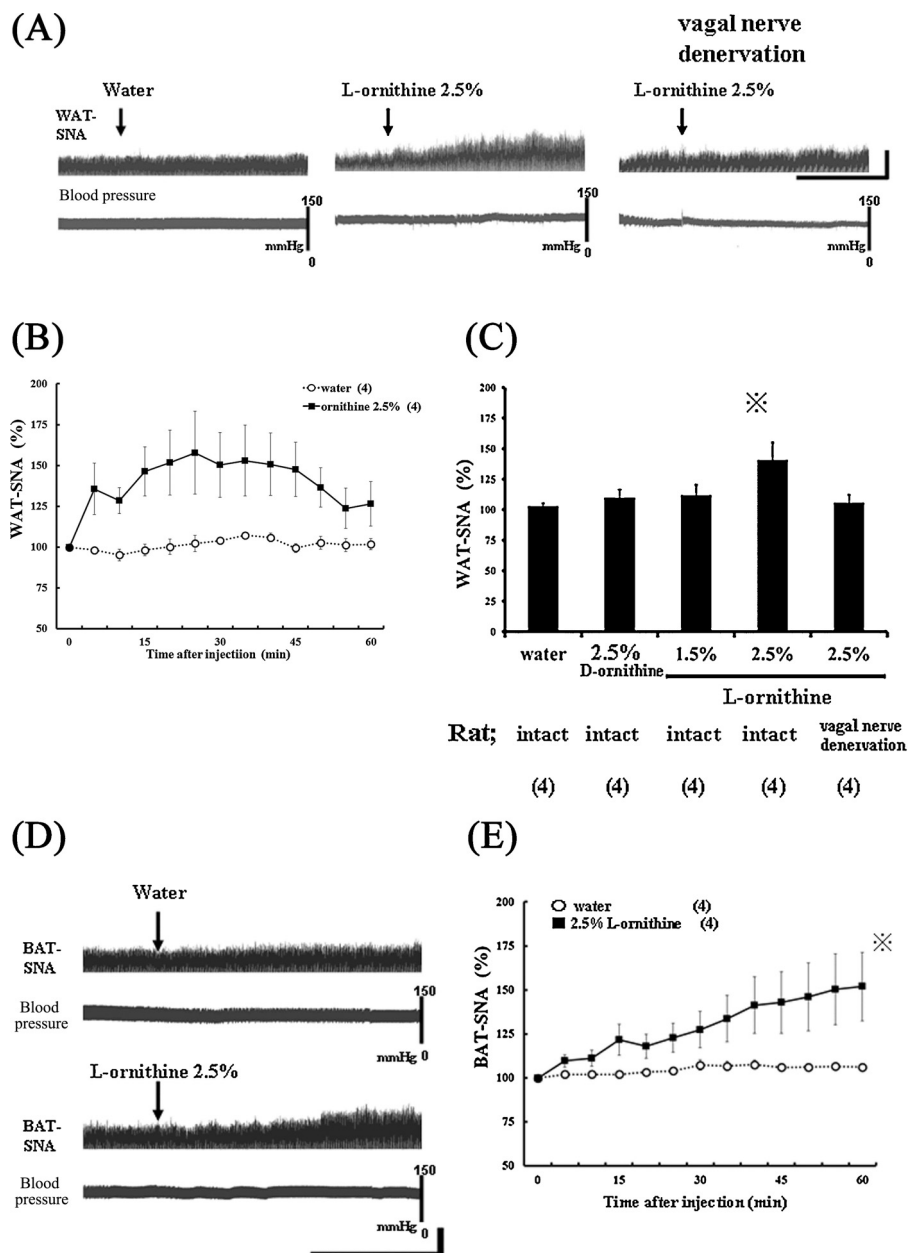 (A)
vagal nerve
denervation
Water
L-ornithine 2.5%
L-ornithine 2.5%
WAT-
SNA
Blood pressure
150
150
150
mmHg
mmHg
mmHg
0
0
0
(B)
200
175
150
125
100
75
50
WAT-SNA (%)
water (4)
ornithine 2.5% (4)
0
15
30
45
60
Time after injectiion (min)
(C)
200
175
150
125
100
75
50
25
0
WAT-SNA (%)
※
water
2.5%
D-ornithine
1.5%
2.5%
2.5%
L-ornithine
Rat; intact intact intact intact vagal nerve
denervation
(4) (4) (4) (4) (4)
(D)
Water
BAT-
SNA
Blood
pressure
150
mmHg 0
L-ornithine 2.5%
BAT-
SNA
Blood
pressure
150
mmHg 0
(E)
200
175
150
125
100
75
50
BAT-SNA (%)
water (4)
2.5% L-ornithine (4)
※
0
15
30
45
60
Time after injection (min)